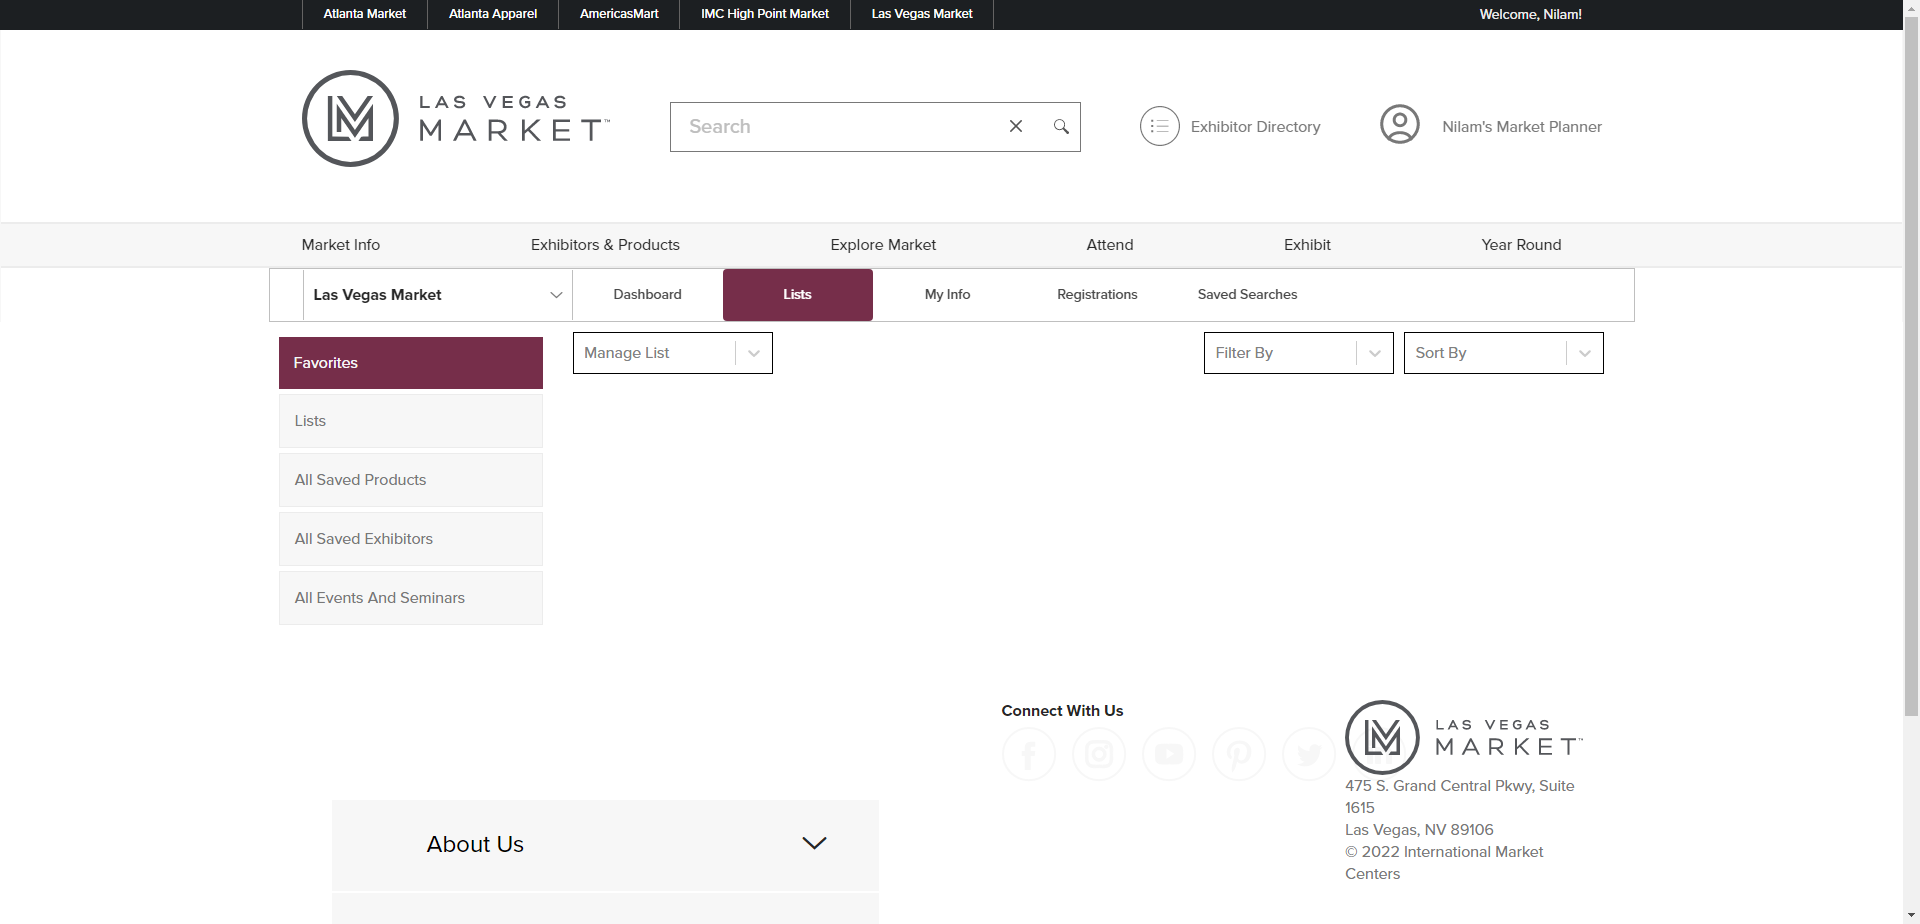 Atlanta Market
Atlanta Apparel
AmericasMart
IMC High Point Market
Las Vegas Market
Welcome, Nilam!
LAS VEGAS
MARKET™
Search
Exhibitor Directory
Nilam's Market Planner
Market Info
Exhibitors & Products
Explore Market
Attend
Exhibit
Year Round
Las Vegas Market
Dashboard
Lists
My Info
Registrations
Saved Searches
Favorites
Lists
All Saved Products
All Saved Exhibitors
All Events And Seminars
Manage List
Filter By
Sort By
Connect With Us
LAS VEGAS
MARKET™
475 S. Grand Central Pkwy, Suite
1615
Las Vegas, NV 89106
© 2022 International Market
Centers
About Us